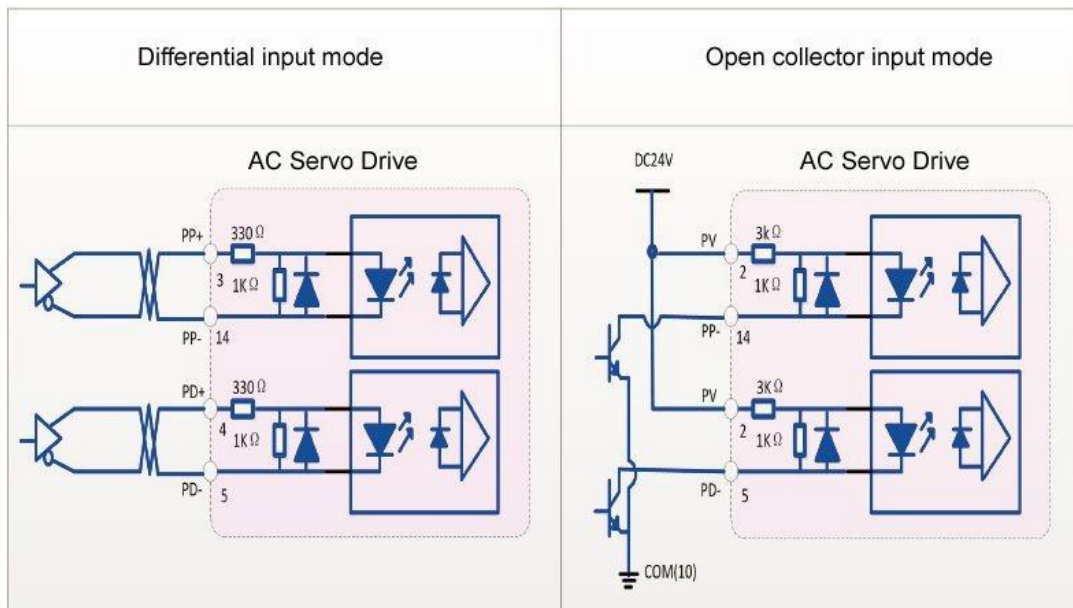 Differential input mode
Open collector input mode
AC Servo Drive
PP+
330Ω
3
1KΩ
PP-
14
PD+
330Ω
4
1KΩ
PD-
5
DC24V
AC Servo Drive
PV
3kΩ
2
1KΩ
PP-
14
PV
3KΩ
2
1KΩ
PD-
5
COM(10)